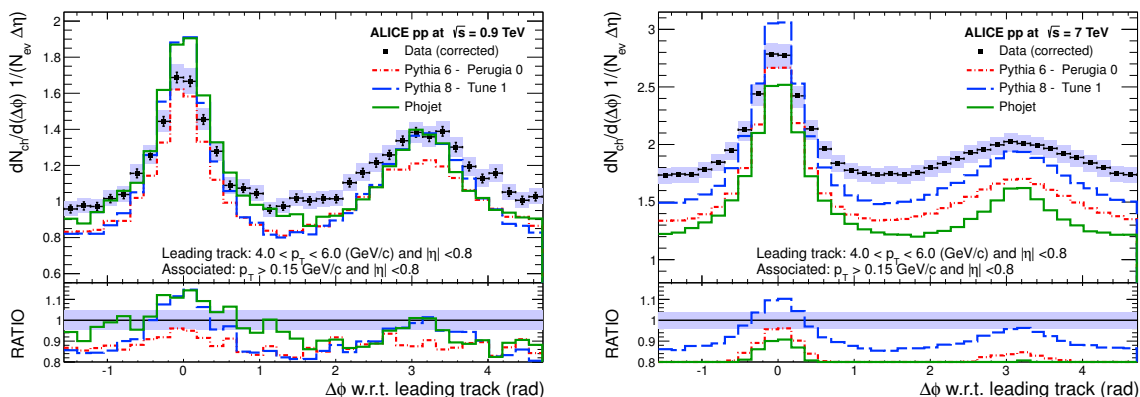 dN_ch/d(Δϕ) 1/(N_ev Δη)
2
1.8
1.6
1.4
1.2
1
0.8
0.6
ALICE pp at √s = 0.9 TeV
Data (corrected)
Pythia 6 - Perugia 0
Pythia 8 - Tune 1
Phojet
Leading track: 4.0 < p_T < 6.0 (GeV/c) and |η| <0.8
Associated: p_T > 0.15 GeV/c and |η| <0.8
RATIO
1.1
1
0.9
0.8
-1 0 1 2 3 4
Δϕ w.r.t. leading track (rad)
dN_ch/d(Δϕ) 1/(N_ev Δη)
3
2.5
2
1.5
1
ALICE pp at √s = 7 TeV
Data (corrected)
Pythia 6 - Perugia 0
Pythia 8 - Tune 1
Phojet
Leading track: 4.0 < p_T < 6.0 (GeV/c) and |η| <0.8
Associated: p_T > 0.15 GeV/c and |η| <0.8
RATIO
1.1
1
0.9
0.8
-1 0 1 2 3 4
Δϕ w.r.t. leading track (rad)